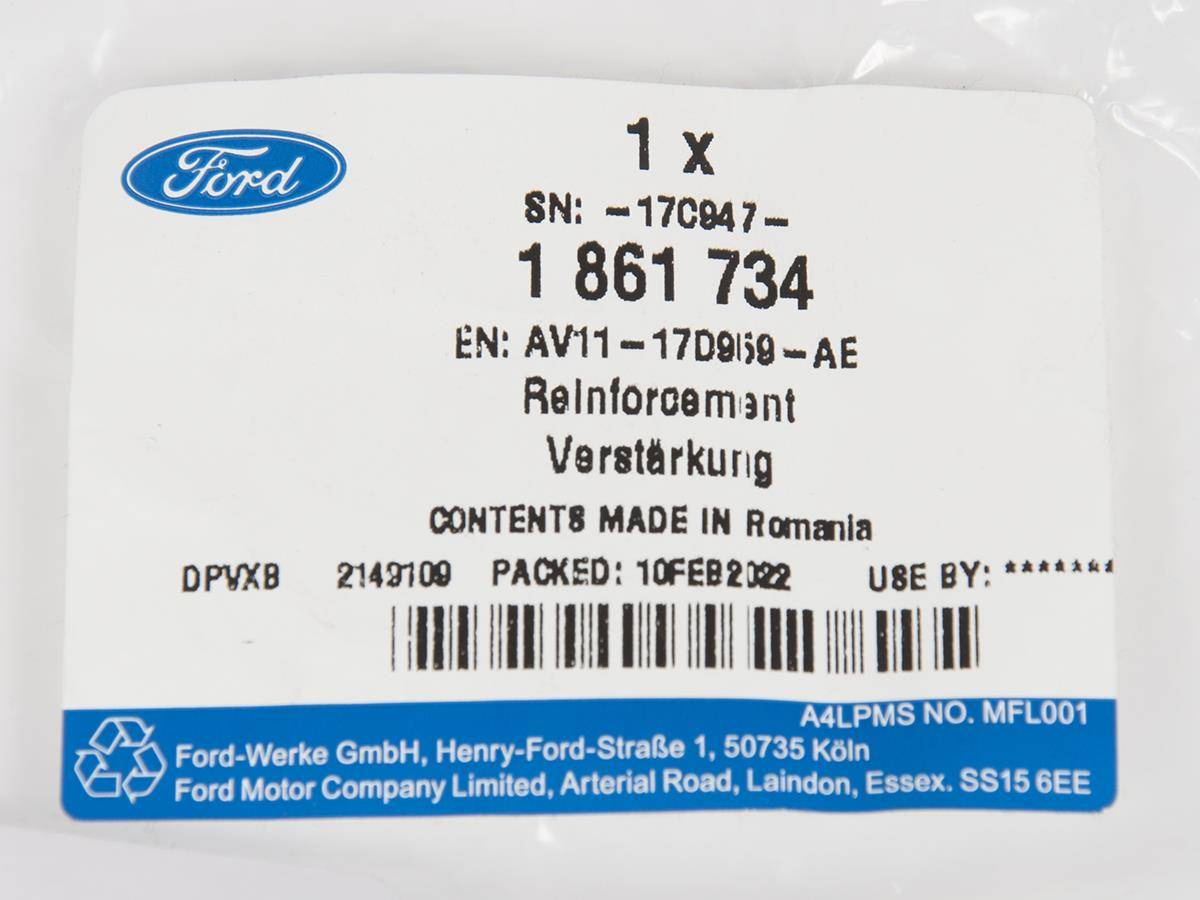 Ford
1 x
SN: -17C947-
1 861 734
EN: AV11-17D969-AE
Reinforcement
Verstärkung
CONTENTS MADE IN Romania
DPVXB 2149109 PACKED: 10FEB2022 USE BY: *******
A4LPMS NO. MFL001
Ford-Werke GmbH, Henry-Ford-Straße 1, 50735 Köln
Ford Motor Company Limited, Arterial Road, Laindon, Essex. SS15 6EE